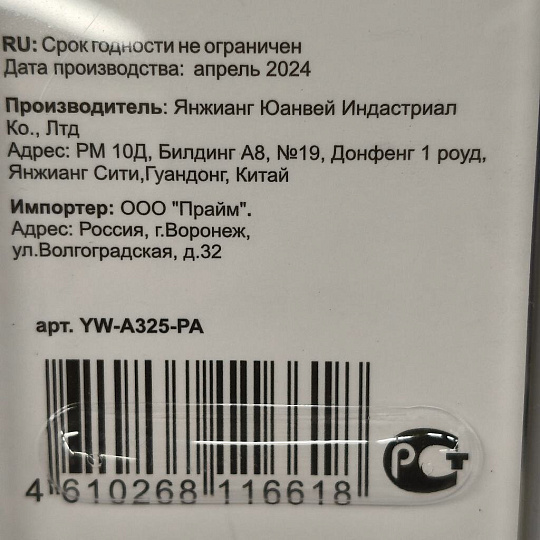 RU: Срок годности не ограничен
Дата производства: апрель 2024
Производитель: Янжианг Юанвей Индастриал
Ко., Лтд
Адрес: РМ 10Д, Билдинг А8, №19, Донфенг 1 роуд,
Янжианг Сити,Гуандонг, Китай
Импортер: ООО "Прайм".
Адрес: Россия, г.Воронеж,
ул.Волгоградская, д.32
арт. YW-A325-PA
4 610268 116618
РСТ